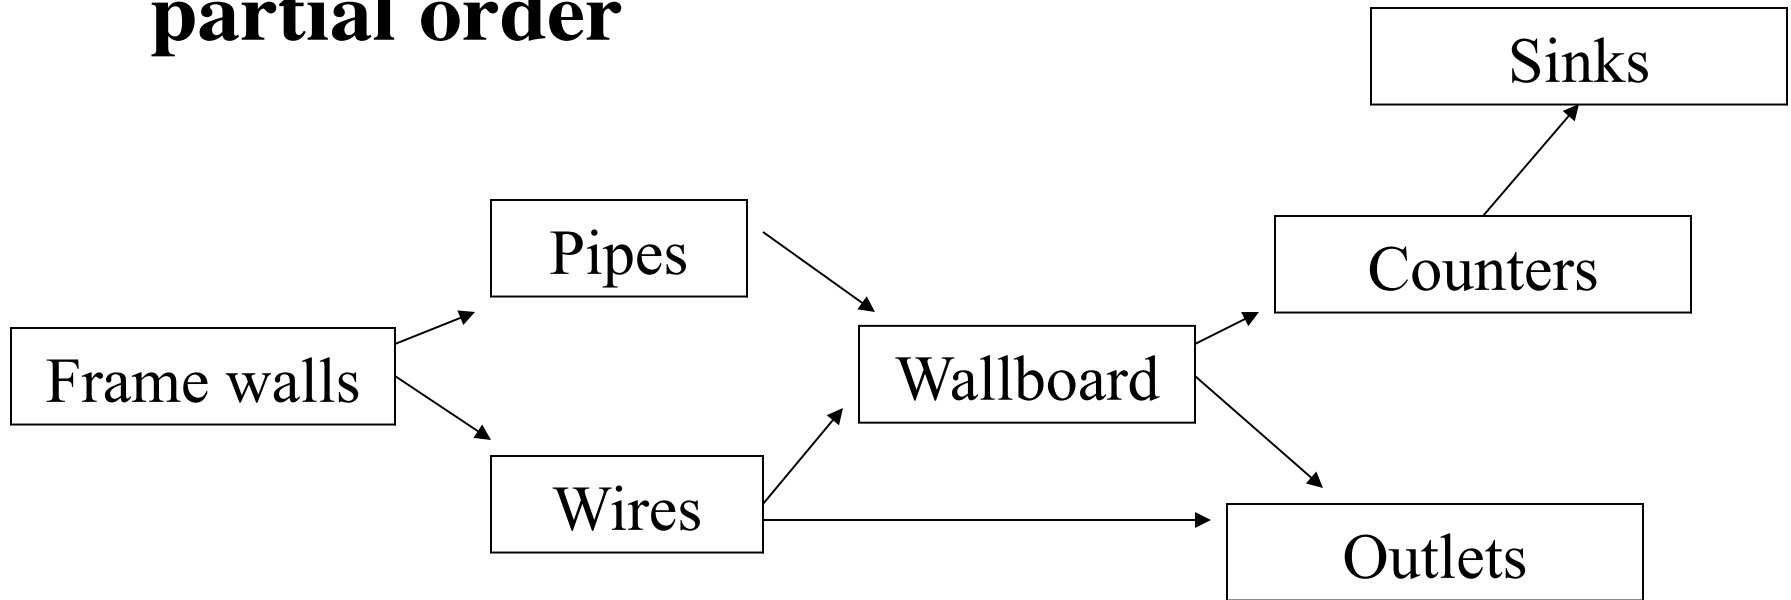 partial order
Sinks
Pipes
Counters
Frame walls
Wallboard
Wires
Outlets